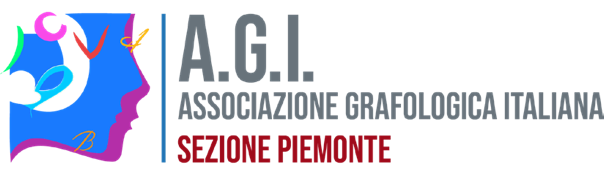 A.G.I.
ASSOCIAZIONE GRAFOLOGICA ITALIANA
SEZIONE PIEMONTE